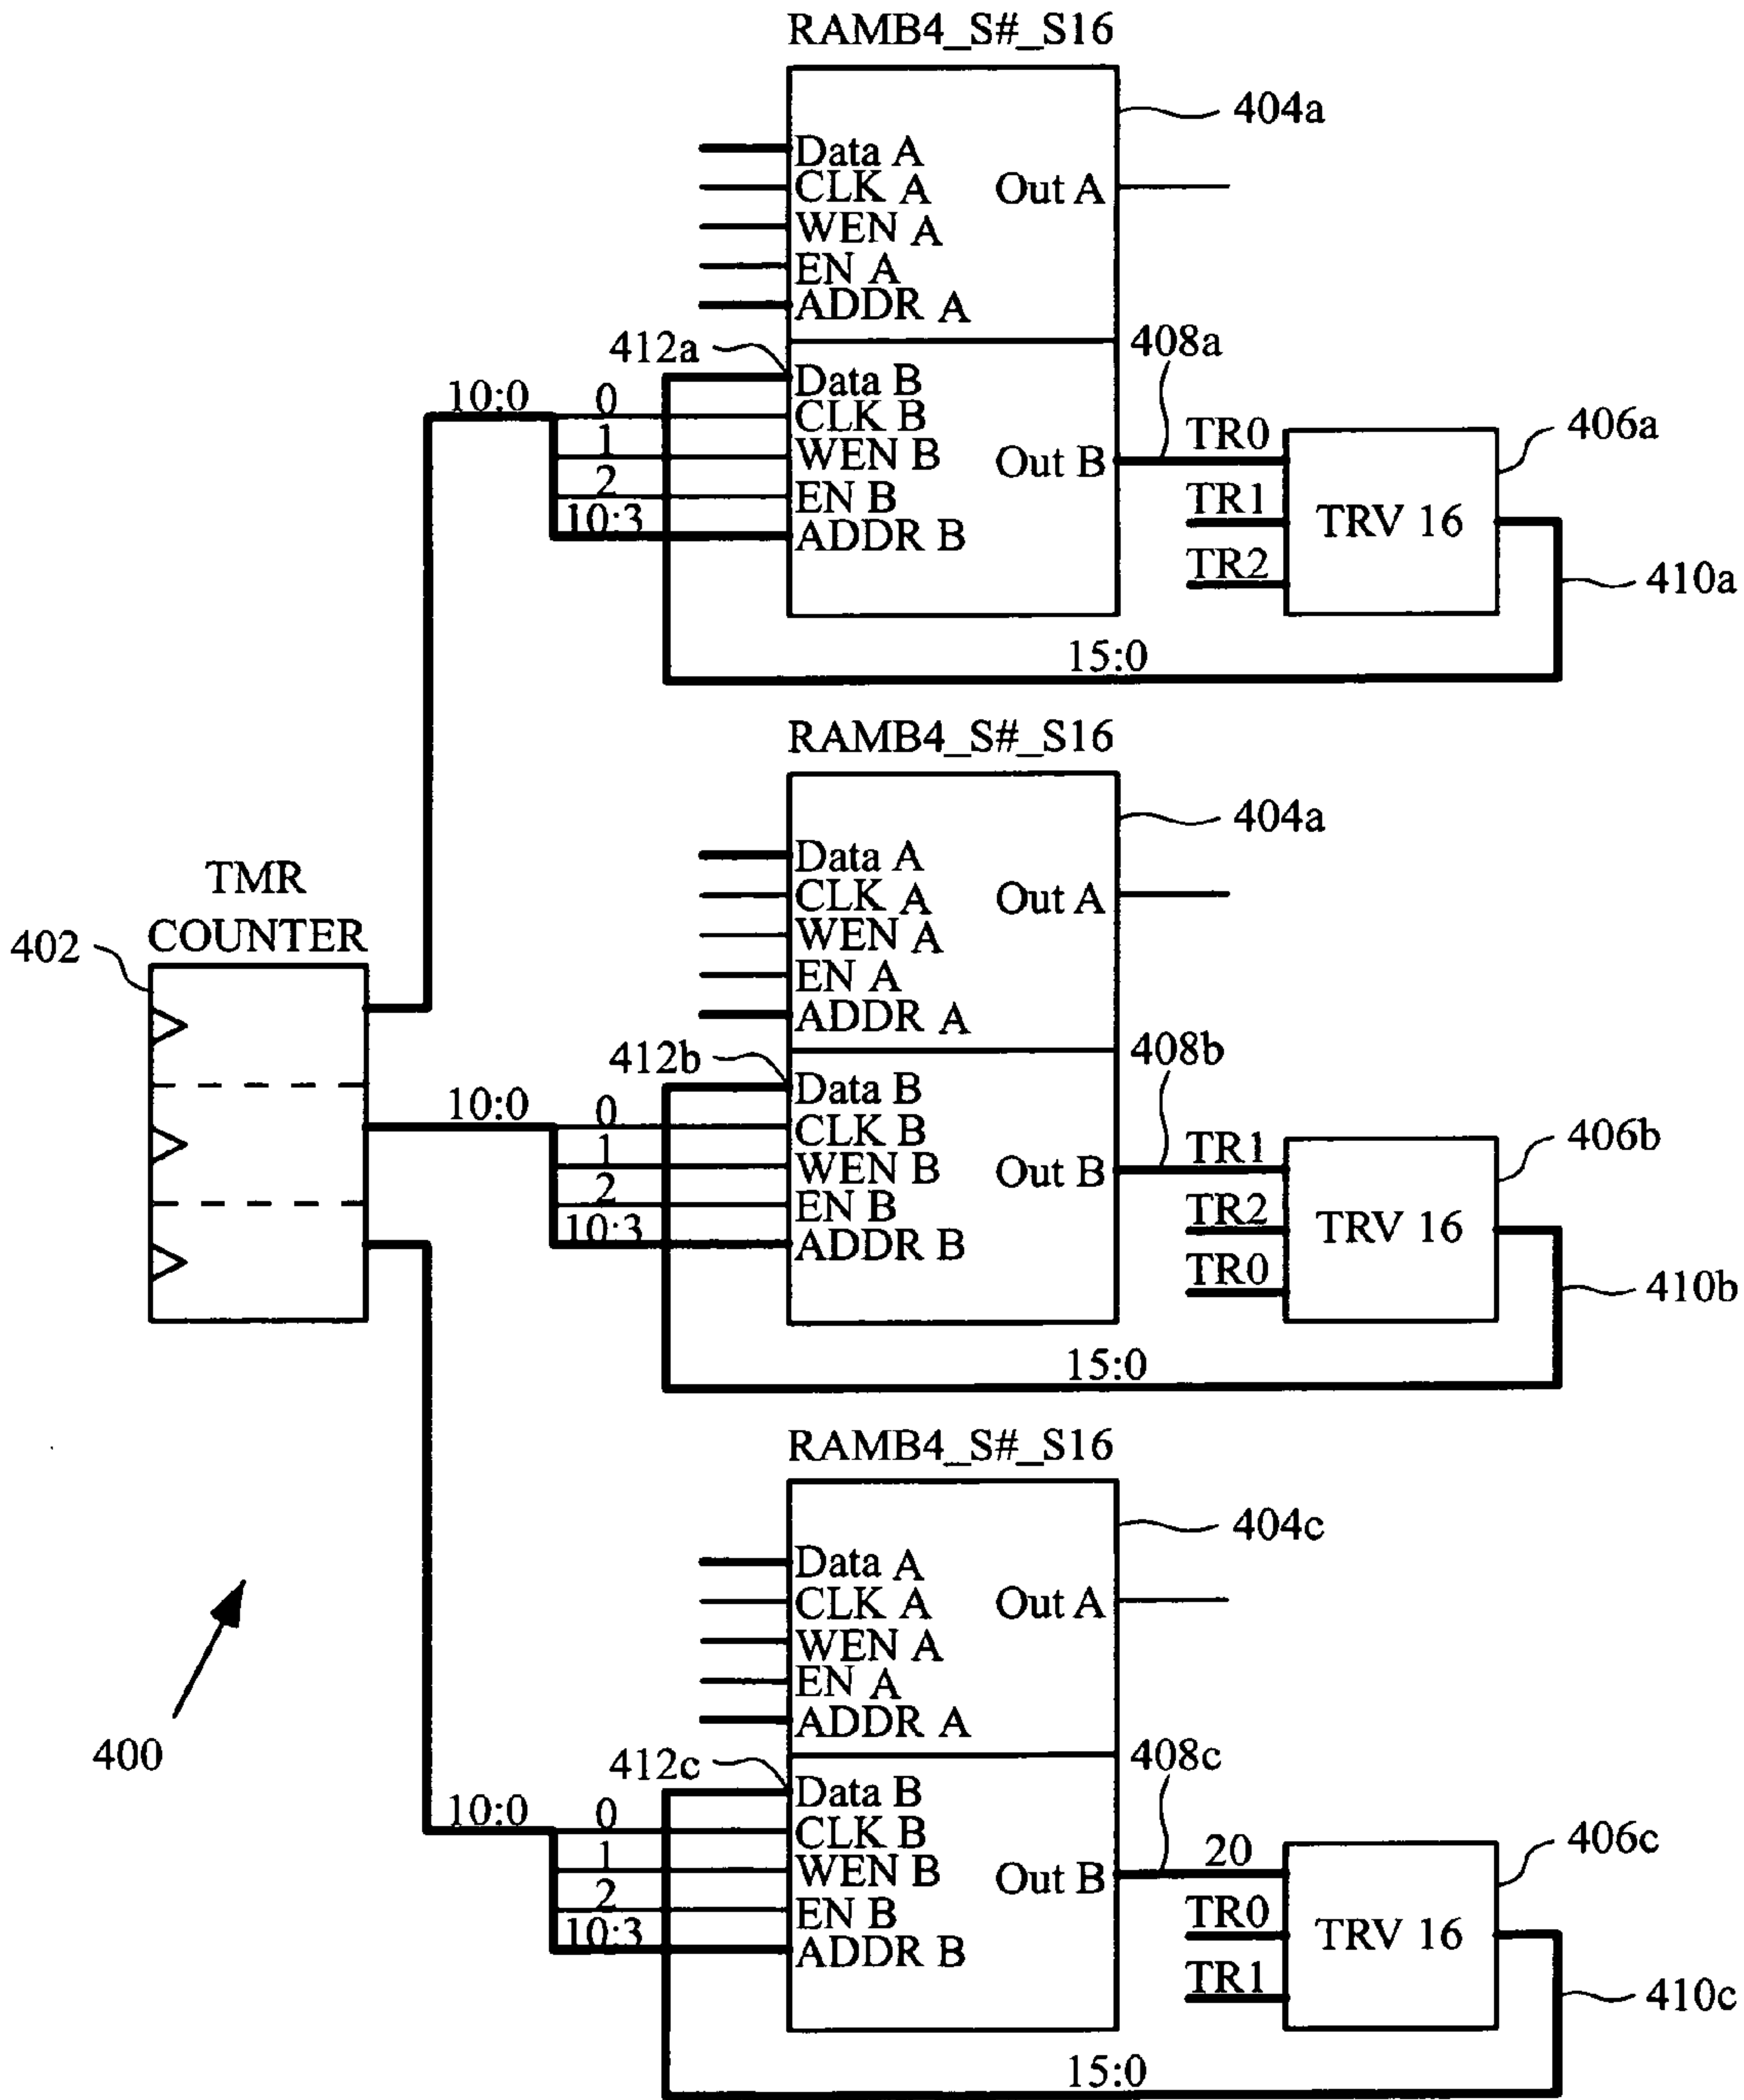 RAMB4_S#_S16
404a
Data A
CLK A
Out A
WEN A
EN A
ADDR A
412a
408a
Data B
10:0
0
CLK B
1
WEN B
Out B
TR0
406a
2
EN B
TR1
TRV 16
10:3
ADDR B
TR2
410a
15:0
RAMB4_S#_S16
404a
Data A
CLK A
Out A
WEN A
EN A
ADDR A
TMR
COUNTER
402
412b
408b
Data B
10:0
0
CLK B
1
WEN B
Out B
TR1
406b
2
EN B
TR2
TRV 16
10:3
ADDR B
TR0
410b
15:0
RAMB4_S#_S16
404c
Data A
CLK A
Out A
WEN A
EN A
ADDR A
400
412c
408c
Data B
10:0
0
CLK B
1
WEN B
Out B
20
406c
2
EN B
TR0
TRV 16
10:3
ADDR B
TR1
410c
15:0